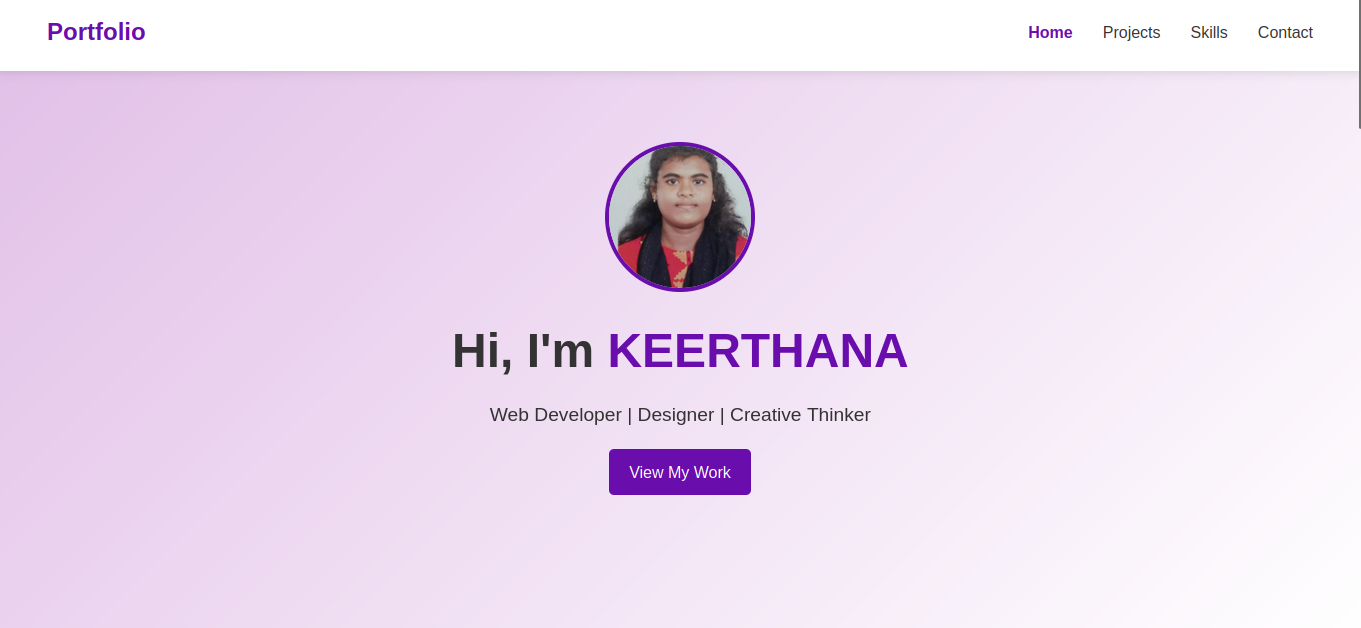 Portfolio
Home Projects Skills Contact
Hi, I'm KEERTHANA
Web Developer | Designer | Creative Thinker
View My Work